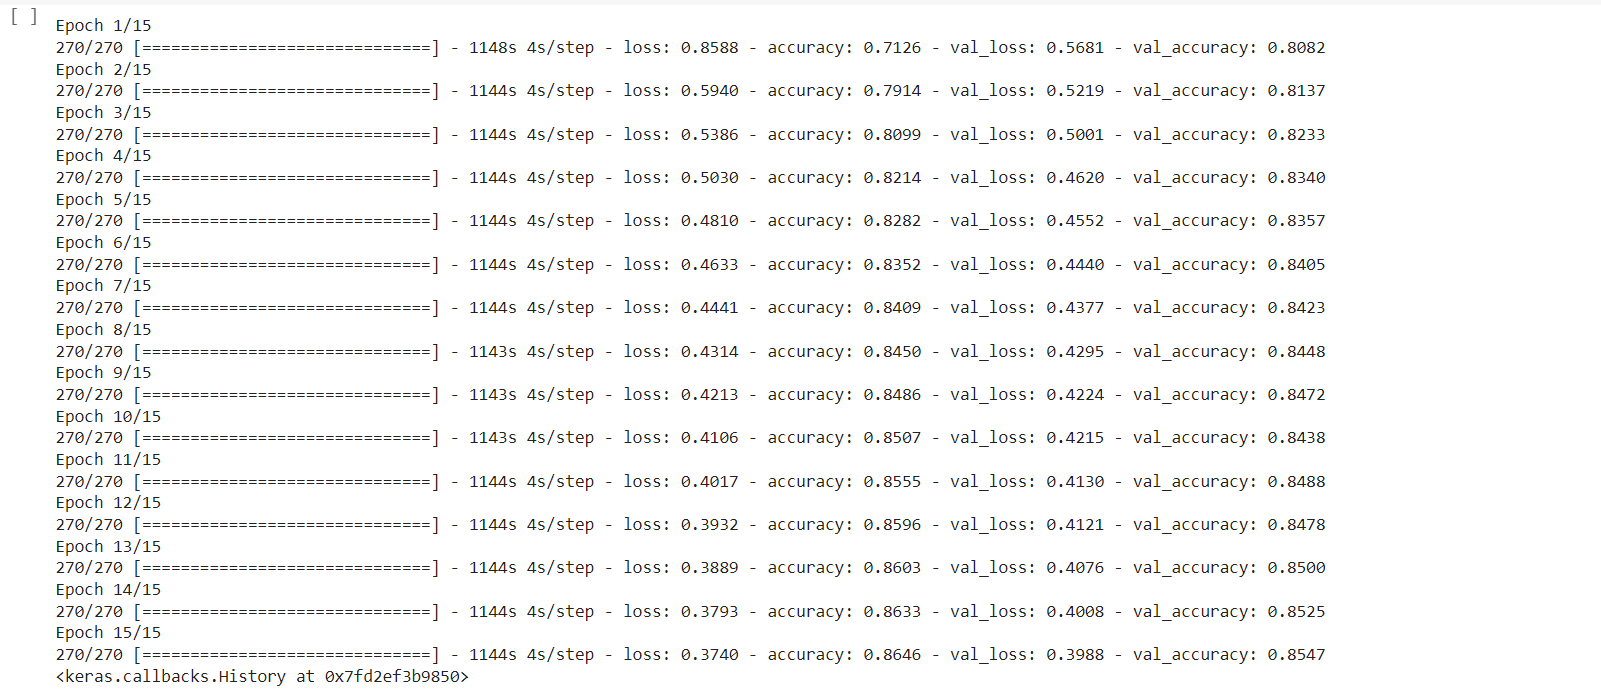 [ ]
Epoch 1/15
270/270 [==============================] - 1148s 4s/step - loss: 0.8588 - accuracy: 0.7126 - val_loss: 0.5681 - val_accuracy: 0.8082
Epoch 2/15
270/270 [==============================] - 1144s 4s/step - loss: 0.5940 - accuracy: 0.7914 - val_loss: 0.5219 - val_accuracy: 0.8137
Epoch 3/15
270/270 [==============================] - 1144s 4s/step - loss: 0.5386 - accuracy: 0.8099 - val_loss: 0.5001 - val_accuracy: 0.8233
Epoch 4/15
270/270 [==============================] - 1144s 4s/step - loss: 0.5030 - accuracy: 0.8214 - val_loss: 0.4620 - val_accuracy: 0.8340
Epoch 5/15
270/270 [==============================] - 1144s 4s/step - loss: 0.4810 - accuracy: 0.8282 - val_loss: 0.4552 - val_accuracy: 0.8357
Epoch 6/15
270/270 [==============================] - 1144s 4s/step - loss: 0.4633 - accuracy: 0.8352 - val_loss: 0.4440 - val_accuracy: 0.8405
Epoch 7/15
270/270 [==============================] - 1144s 4s/step - loss: 0.4441 - accuracy: 0.8409 - val_loss: 0.4377 - val_accuracy: 0.8423
Epoch 8/15
270/270 [==============================] - 1143s 4s/step - loss: 0.4314 - accuracy: 0.8450 - val_loss: 0.4295 - val_accuracy: 0.8448
Epoch 9/15
270/270 [==============================] - 1143s 4s/step - loss: 0.4213 - accuracy: 0.8486 - val_loss: 0.4224 - val_accuracy: 0.8472
Epoch 10/15
270/270 [==============================] - 1143s 4s/step - loss: 0.4106 - accuracy: 0.8507 - val_loss: 0.4215 - val_accuracy: 0.8438
Epoch 11/15
270/270 [==============================] - 1144s 4s/step - loss: 0.4017 - accuracy: 0.8555 - val_loss: 0.4130 - val_accuracy: 0.8488
Epoch 12/15
270/270 [==============================] - 1144s 4s/step - loss: 0.3932 - accuracy: 0.8596 - val_loss: 0.4121 - val_accuracy: 0.8478
Epoch 13/15
270/270 [==============================] - 1144s 4s/step - loss: 0.3889 - accuracy: 0.8603 - val_loss: 0.4076 - val_accuracy: 0.8500
Epoch 14/15
270/270 [==============================] - 1144s 4s/step - loss: 0.3793 - accuracy: 0.8633 - val_loss: 0.4008 - val_accuracy: 0.8525
Epoch 15/15
270/270 [==============================] - 1144s 4s/step - loss: 0.3740 - accuracy: 0.8646 - val_loss: 0.3988 - val_accuracy: 0.8547
<keras.callbacks.History at 0x7fd2ef3b9850>